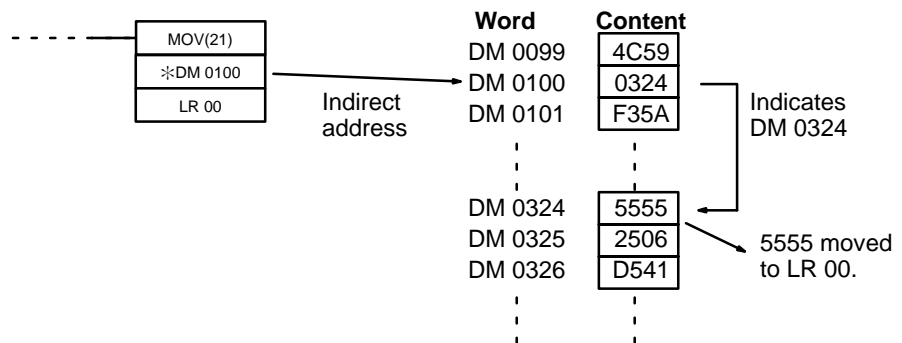 MOV(21)
✽DM 0100
LR 00
Indirect
address
Word Content
DM 0099 4C59
DM 0100 0324
DM 0101 F35A
Indicates
DM 0324
DM 0324 5555
DM 0325 2506
DM 0326 D541
5555 moved
to LR 00.